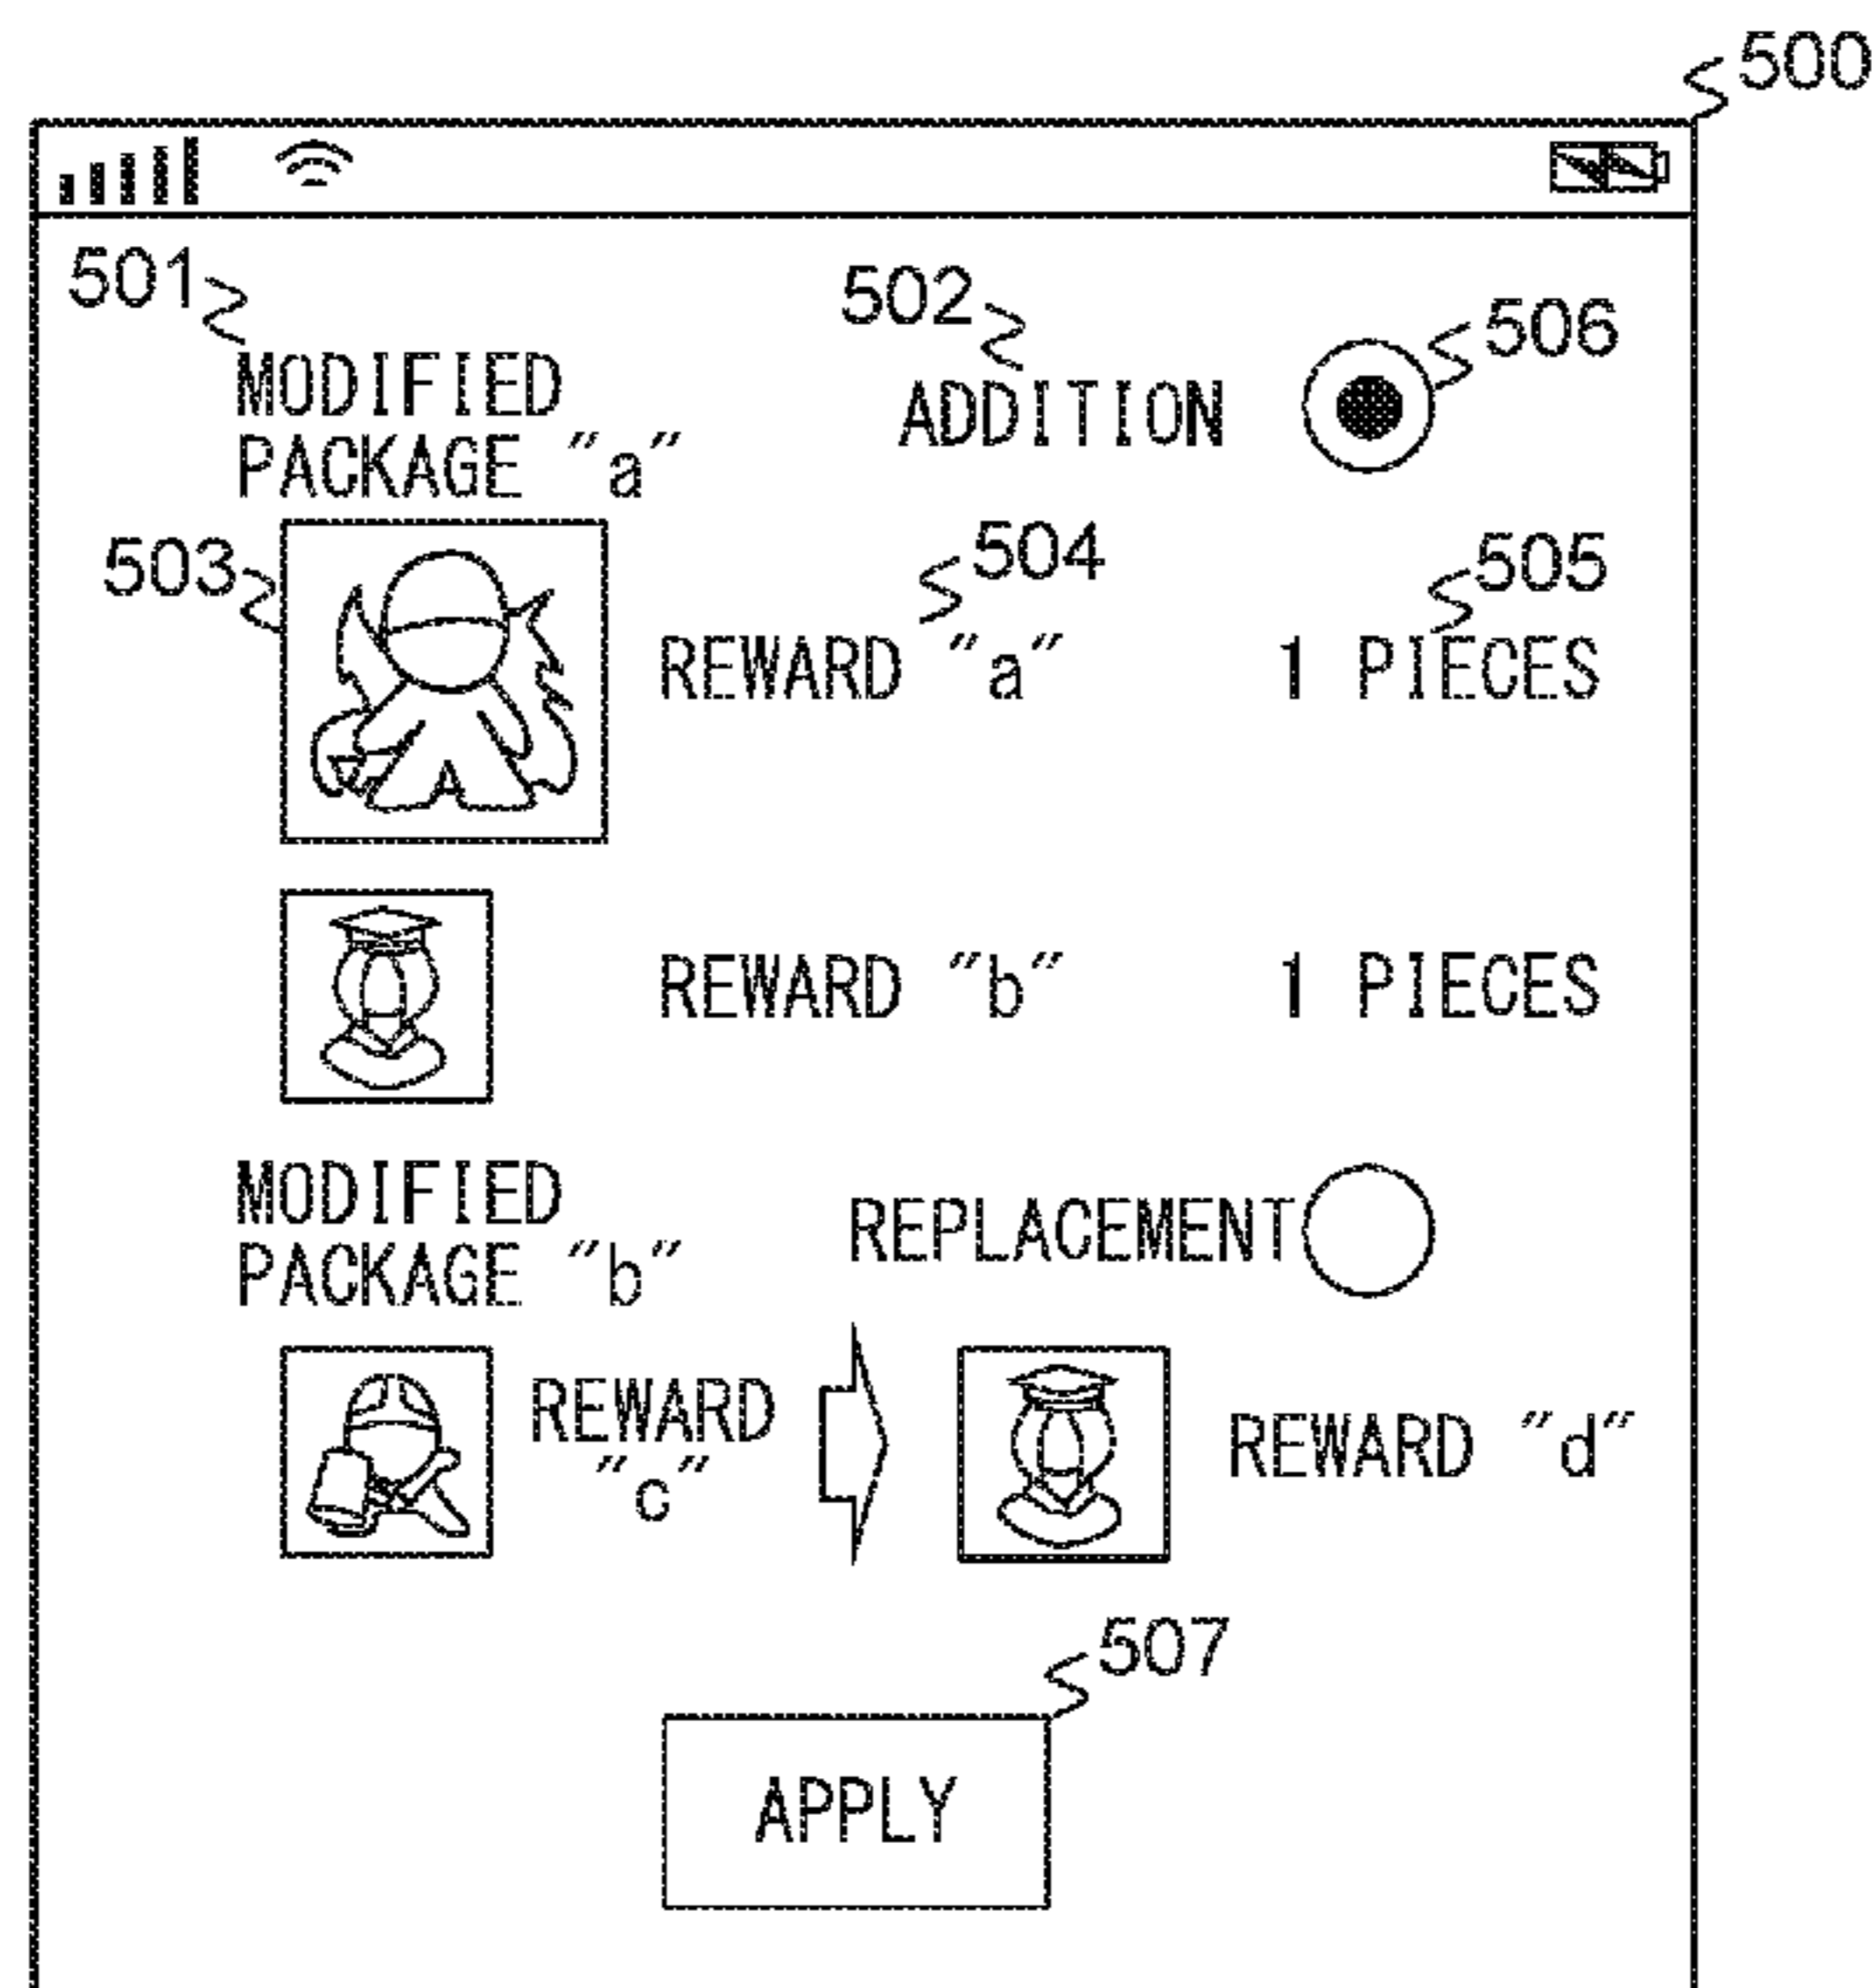 500
501
502
506
MODIFIED
PACKAGE "a"
ADDITION
503
504
505
REWARD "a"
1 PIECES
REWARD "b"
1 PIECES
MODIFIED
PACKAGE "b"
REPLACEMENT
REWARD
"c"
REWARD "d"
507
APPLY